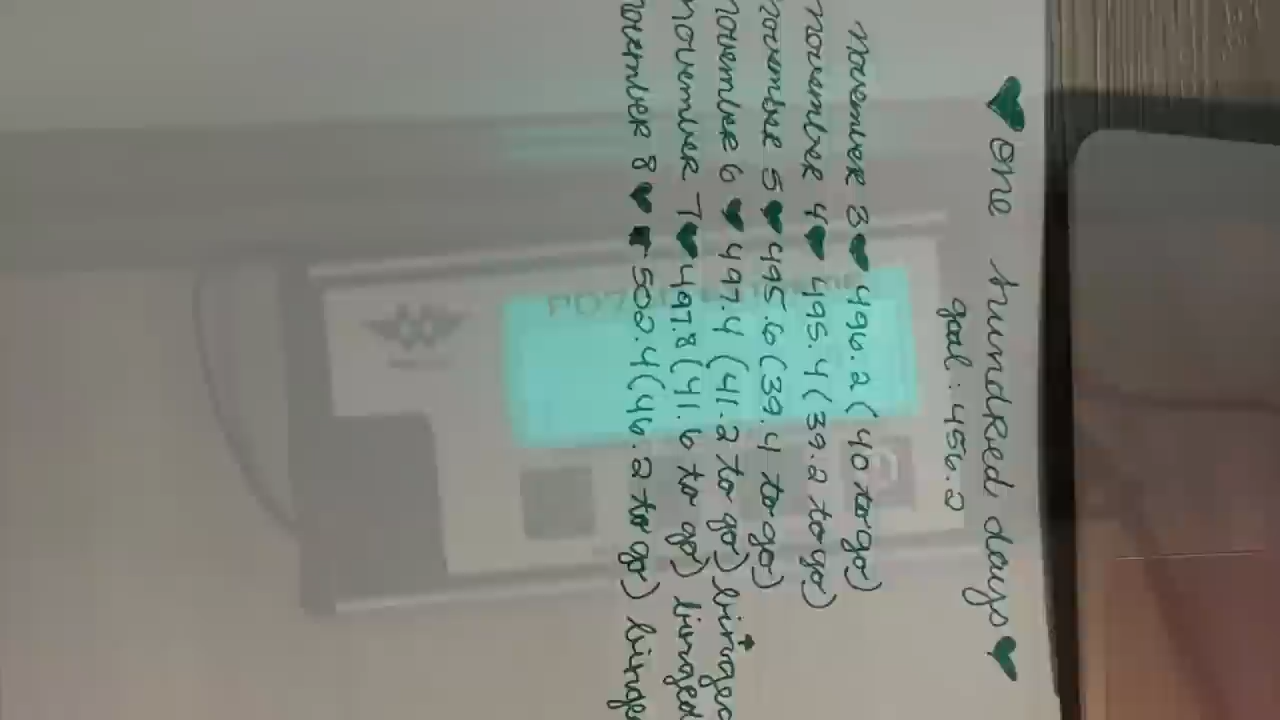 ♥ one hundred days ♥
goal: 456.2
november 3 ♥ 496.2 (40 to go)
november 4 ♥ 495.4 (39.2 to go)
november 5 ♥ 495.6 (39.4 to go)
november 6 ♥ 497.4 (41.2 to go) binged
november 7 ♥ 497.8 (41.6 to go) binged
november 8 ♥ 502.4 (46.2 to go) binge